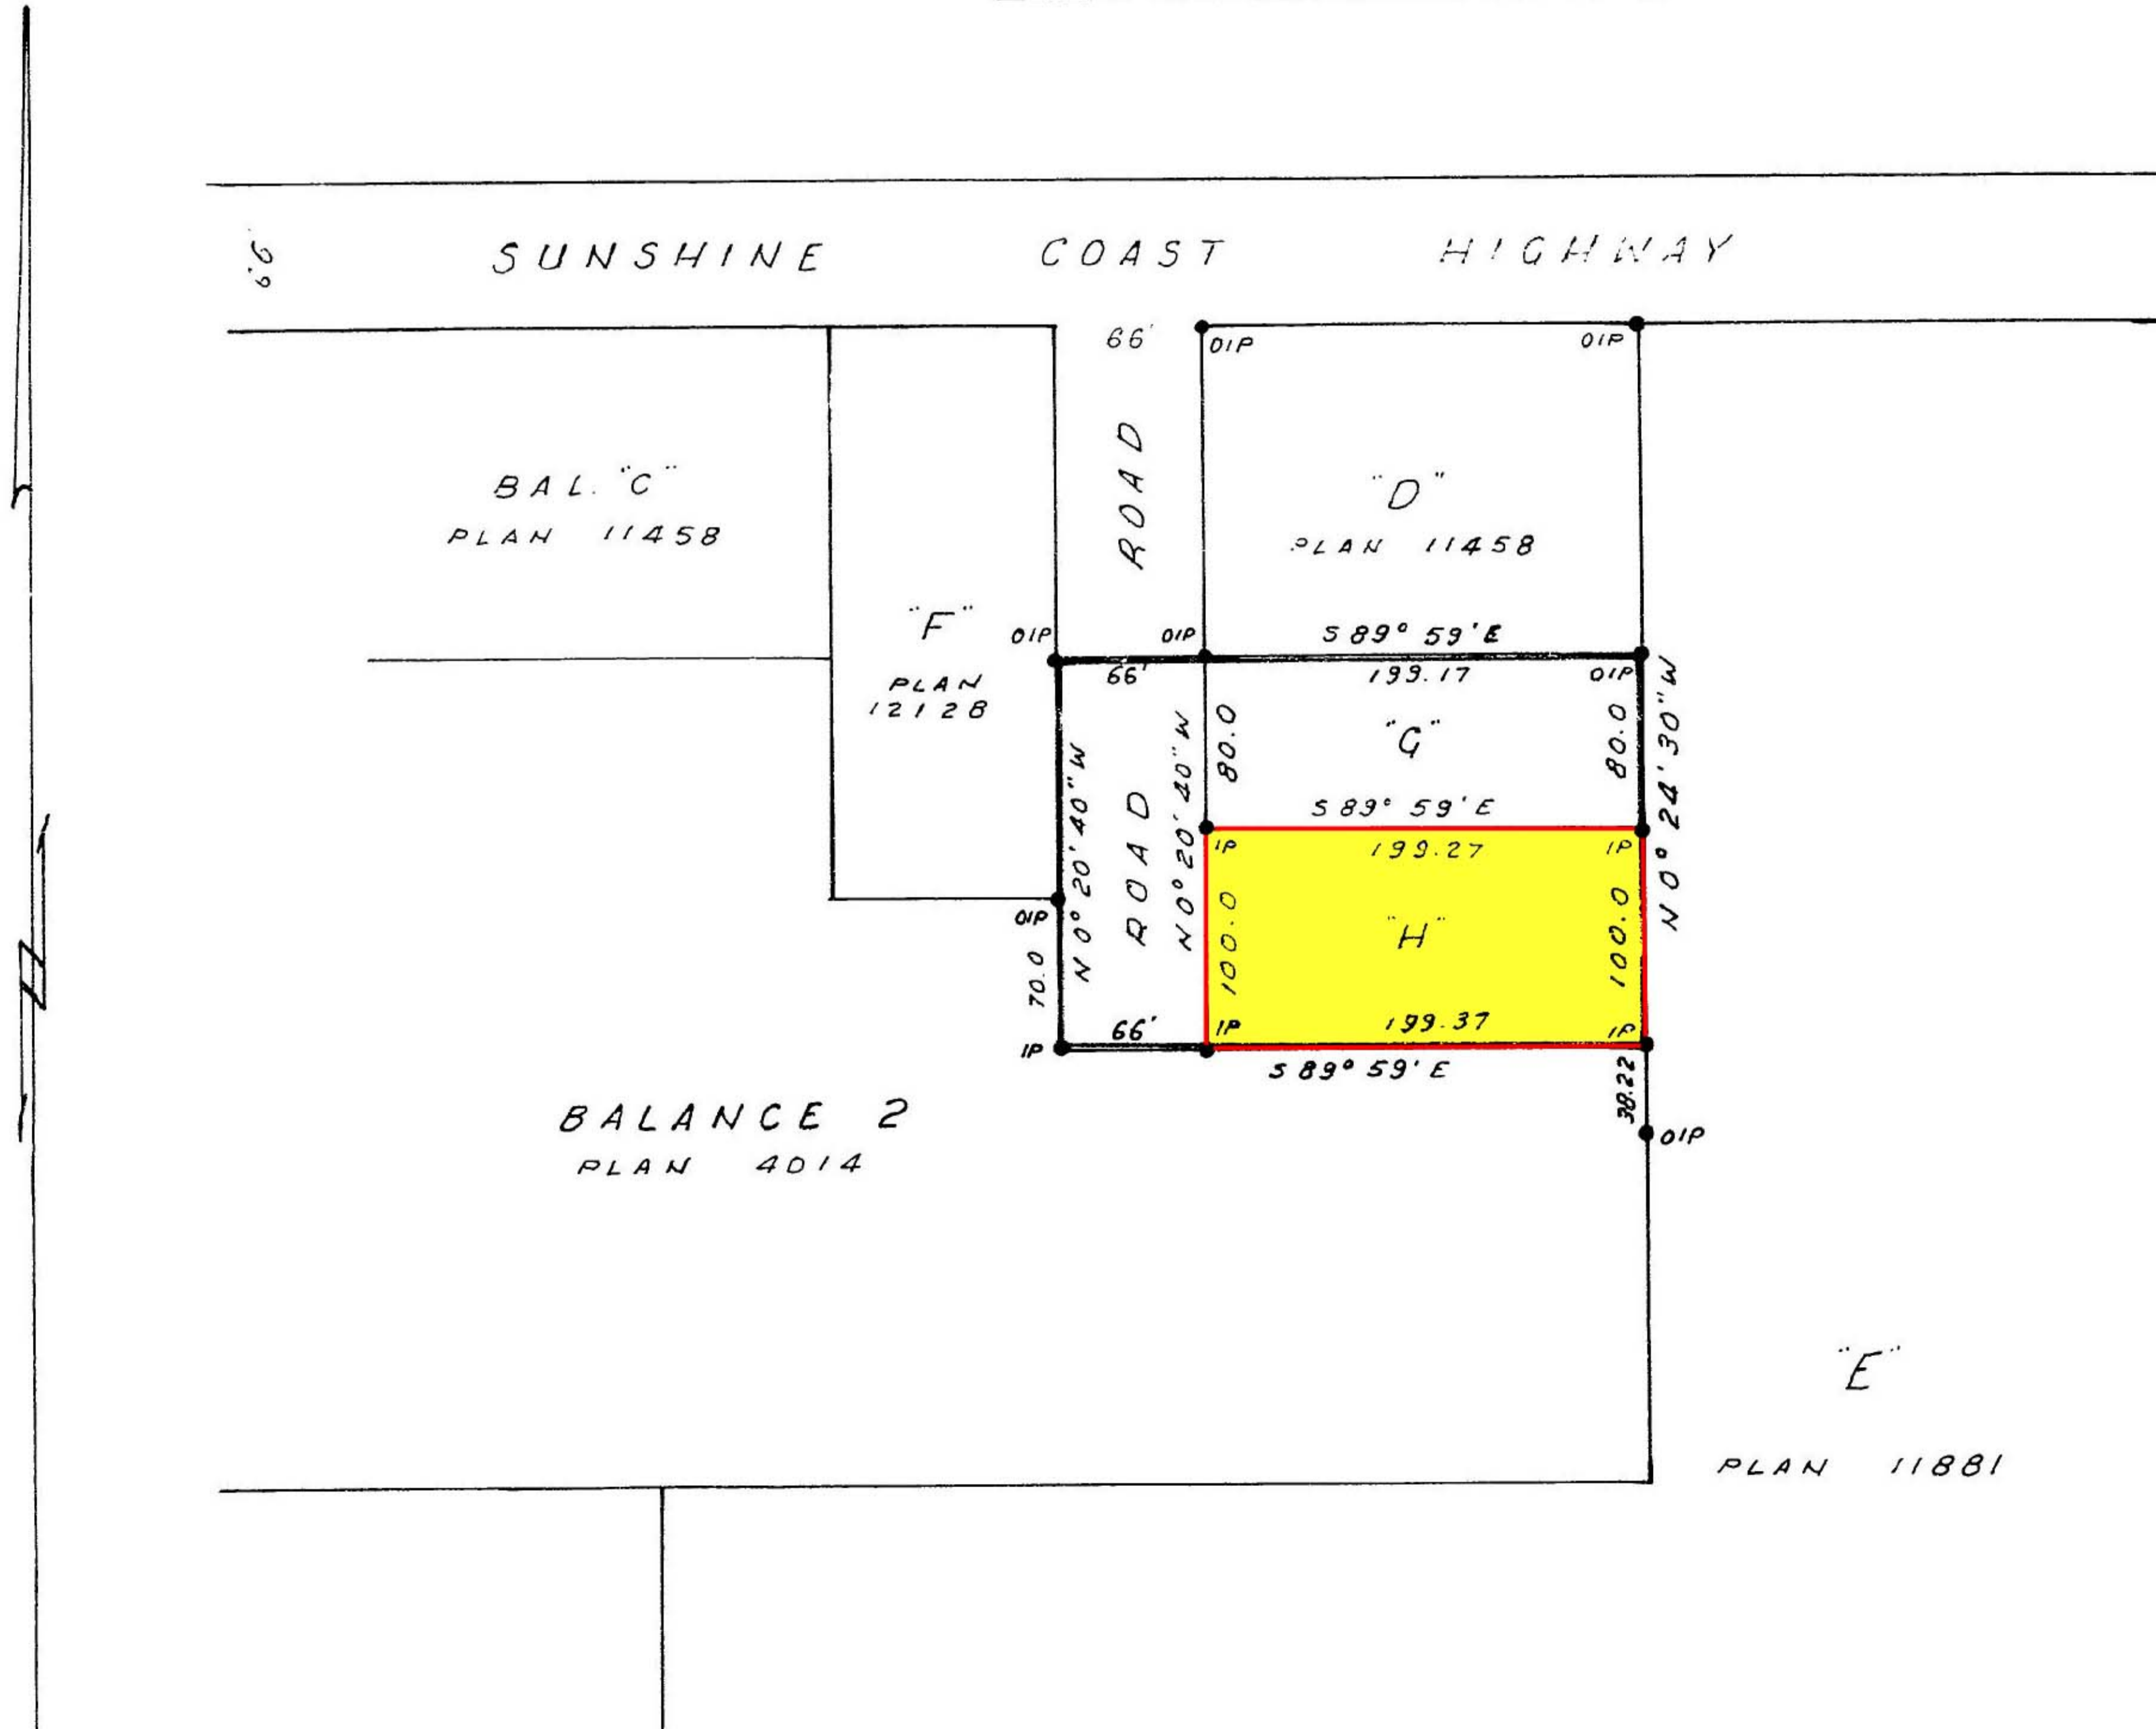 66'
SUNSHINE COAST HIGHWAY
66'
OIP
OIP
ROAD
BAL. "C"
PLAN 11458
"D"
PLAN 11458
"F"
PLAN
12128
OIP
OIP
S 89° 59' E
66'
199.17
OIP
N 0° 24' 30" W
80.0
"G"
80.0
N 0° 20' 40" W
ROAD
N 0° 20' 40" W
S 89° 59' E
IP
199.27
IP
100.0
"H"
100.0
OIP
70.0
66'
IP
199.37
IP
IP
S 89° 59' E
38.22
OIP
BALANCE 2
PLAN 4014
"E"
PLAN 11881
N